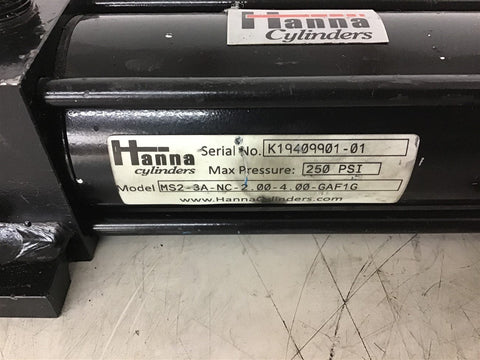 Hanna
Cylinders
Hanna
cylinders
Serial No. K19409901-01
Max Pressure: 250 PSI
Model MS2-3A-NC-2.00-4.00-GAF1G
www.HannaCylinders.com